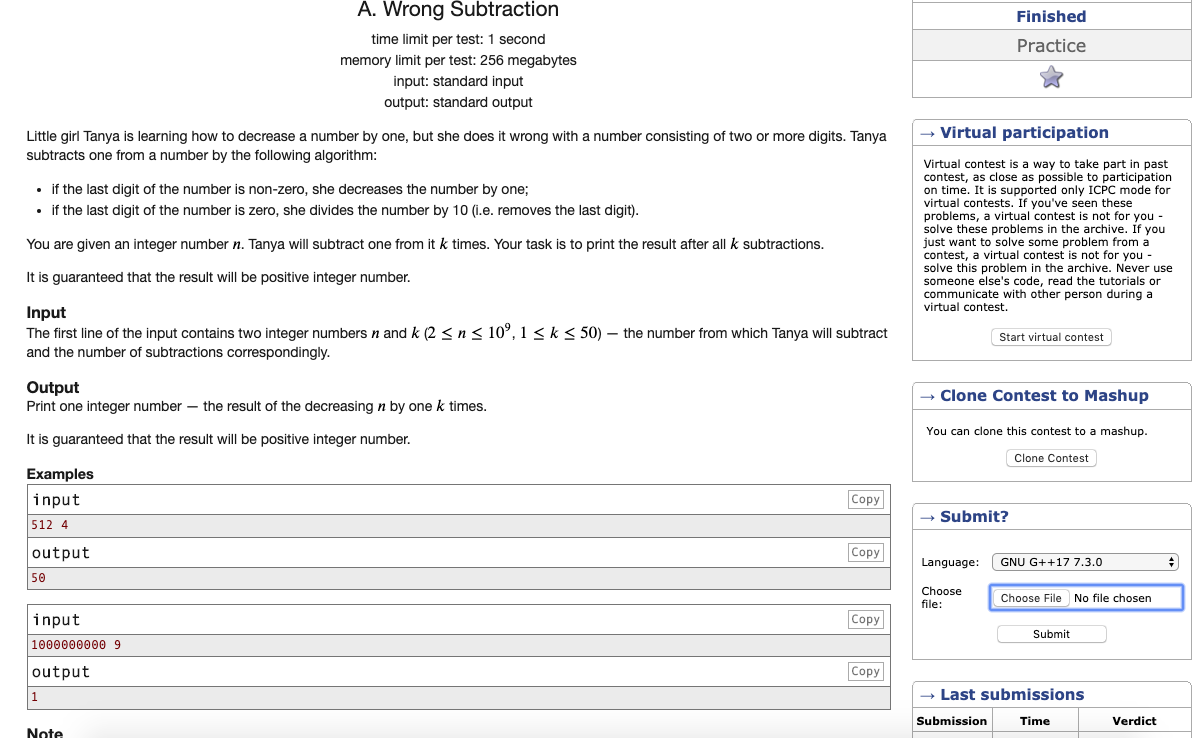 A. Wrong Subtraction
time limit per test: 1 second
memory limit per test: 256 megabytes
input: standard input
output: standard output
Little girl Tanya is learning how to decrease a number by one, but she does it wrong with a number consisting of two or more digits. Tanya
subtracts one from a number by the following algorithm:
• if the last digit of the number is non-zero, she decreases the number by one;
• if the last digit of the number is zero, she divides the number by 10 (i.e. removes the last digit).
You are given an integer number n. Tanya will subtract one from it k times. Your task is to print the result after all k subtractions.
It is guaranteed that the result will be positive integer number.
Input
The first line of the input contains two integer numbers n and k (2 ≤ n ≤ 10⁹, 1 ≤ k ≤ 50) — the number from which Tanya will subtract
and the number of subtractions correspondingly.
Output
Print one integer number — the result of the decreasing n by one k times.
It is guaranteed that the result will be positive integer number.
Examples
input Copy
512 4
output Copy
50
input Copy
1000000000 9
output Copy
1
Note
Finished
Practice
→ Virtual participation
Virtual contest is a way to take part in past
contest, as close as possible to participation
on time. It is supported only ICPC mode for
virtual contests. If you've seen these
problems, a virtual contest is not for you -
solve these problems in the archive. If you
just want to solve some problem from a
contest, a virtual contest is not for you -
solve this problem in the archive. Never use
someone else's code, read the tutorials or
communicate with other person during a
virtual contest.
Start virtual contest
→ Clone Contest to Mashup
You can clone this contest to a mashup.
Clone Contest
→ Submit?
Language: GNU G++17 7.3.0
Choose
file: Choose File No file chosen
Submit
→ Last submissions
Submission Time Verdict